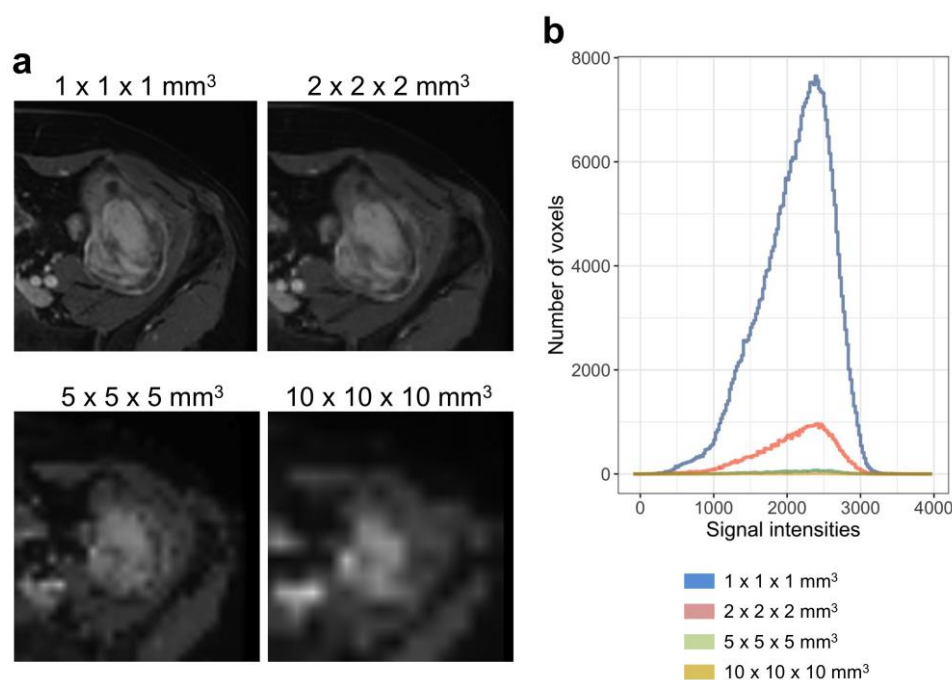 a
1 x 1 x 1 mm³
2 x 2 x 2 mm³
5 x 5 x 5 mm³
10 x 10 x 10 mm³
b
8000
6000
4000
2000
0
Number of voxels
0 1000 2000 3000 4000
Signal intensities
1 x 1 x 1 mm³
2 x 2 x 2 mm³
5 x 5 x 5 mm³
10 x 10 x 10 mm³